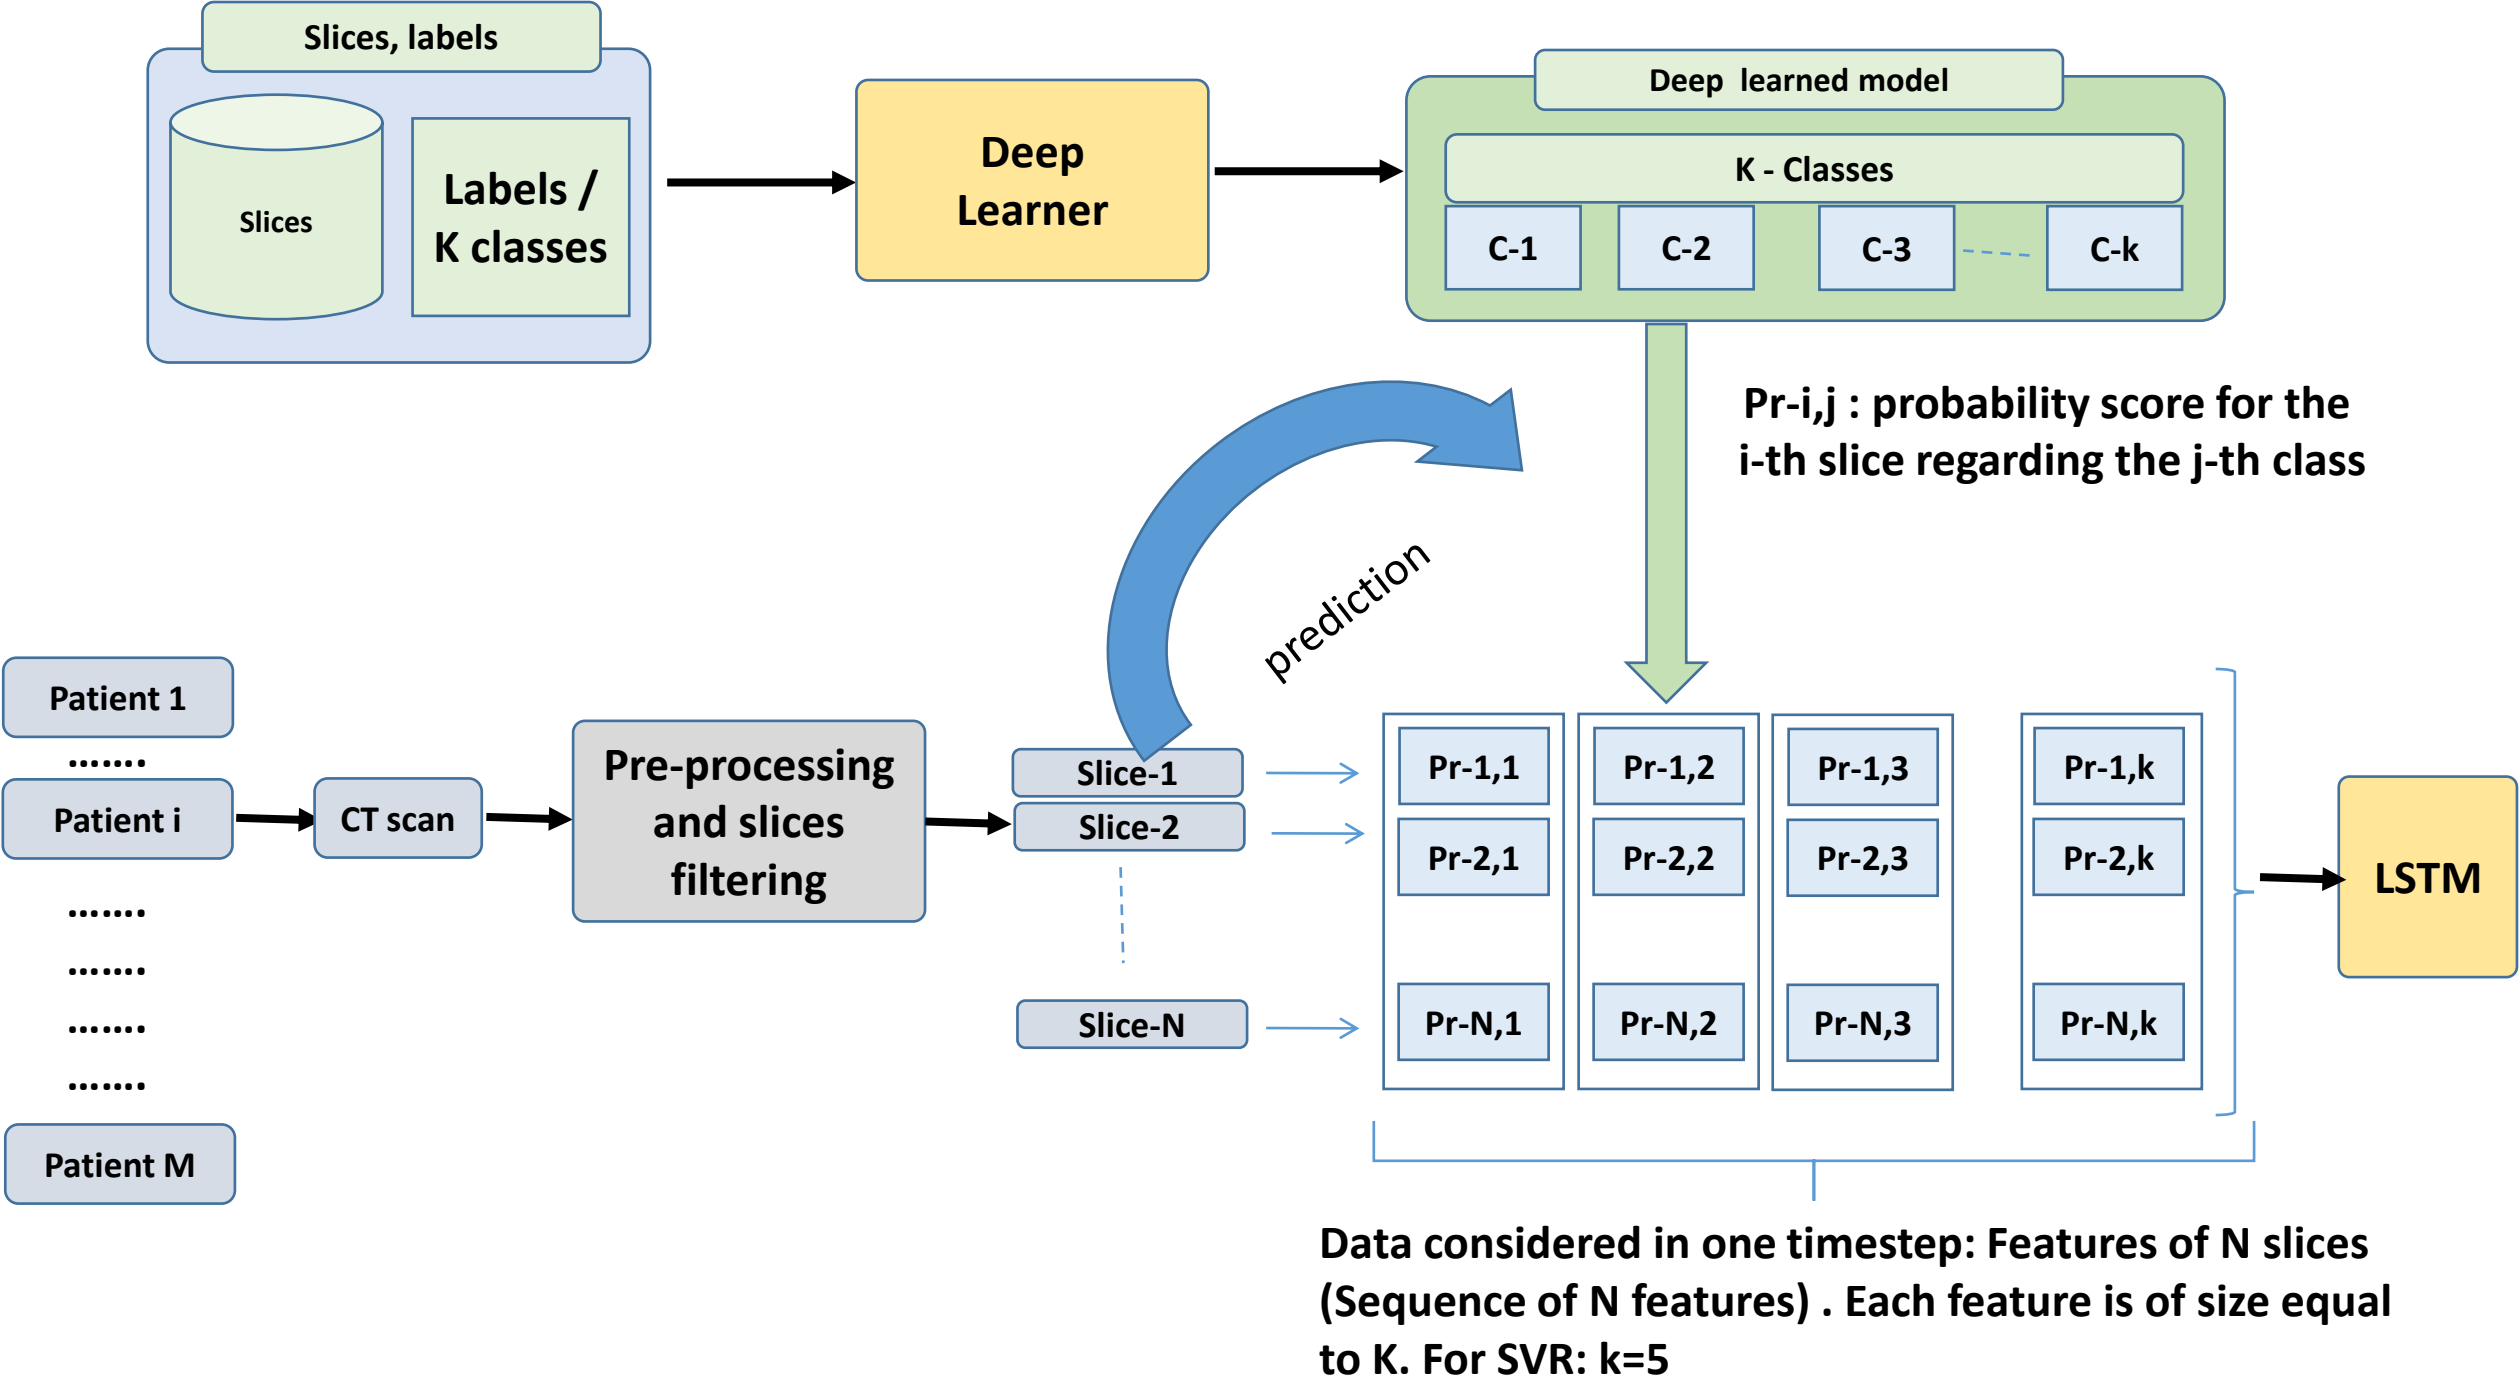 Slices, labels
Slices
Labels /
K classes
Deep
Learner
Deep learned model
K - Classes
C-1
C-2
C-3
C-k
Pr-i,j : probability score for the
i-th slice regarding the j-th class
prediction
Patient 1
.......
Patient i
.......
.......
.......
.......
Patient M
CT scan
Pre-processing
and slices
filtering
Slice-1
Slice-2
Slice-N
Pr-1,1
Pr-1,2
Pr-1,3
Pr-1,k
Pr-2,1
Pr-2,2
Pr-2,3
Pr-2,k
Pr-N,1
Pr-N,2
Pr-N,3
Pr-N,k
LSTM
Data considered in one timestep: Features of N slices
(Sequence of N features) . Each feature is of size equal
to K. For SVR: k=5